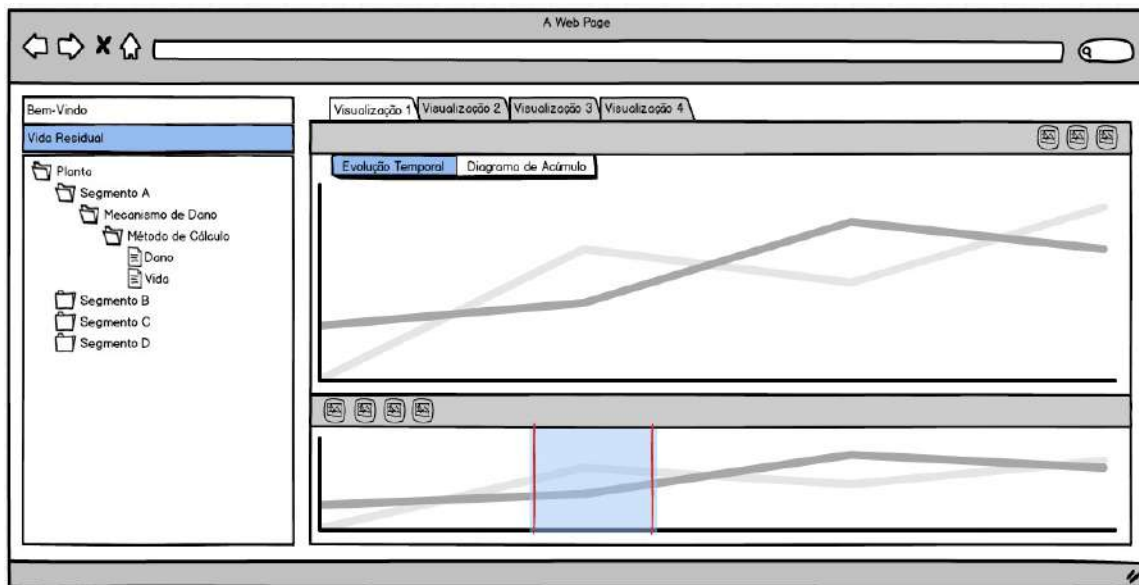 A Web Page
Bem-Vindo
Vida Residual
Planta
Segmento A
Mecanismo de Dano
Método de Cálculo
Dano
Vida
Segmento B
Segmento C
Segmento D
Visualização 1 Visualização 2 Visualização 3 Visualização 4
Evolução Temporal Diagrama de Acúmulo